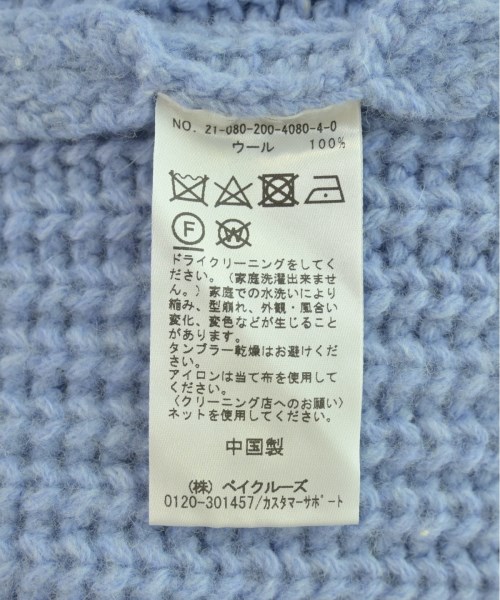 NO. 21-080-200-4080-4-0
ウール 100%
F
W
ドライクリーニングをしてく
ださい。(家庭洗濯出来ませ
ん。)家庭での水洗いにより
縮み、型崩れ、外観・風合い
変化、変色などが生じること
があります。
タンブラー乾燥はお避けくだ
さい。
アイロンは当て布を使用して
ください。
〈クリーニング店へのお願い〉
ネットを使用してください。
中国製
(株) ベイクルーズ
0120-301457/カスタマーサポート